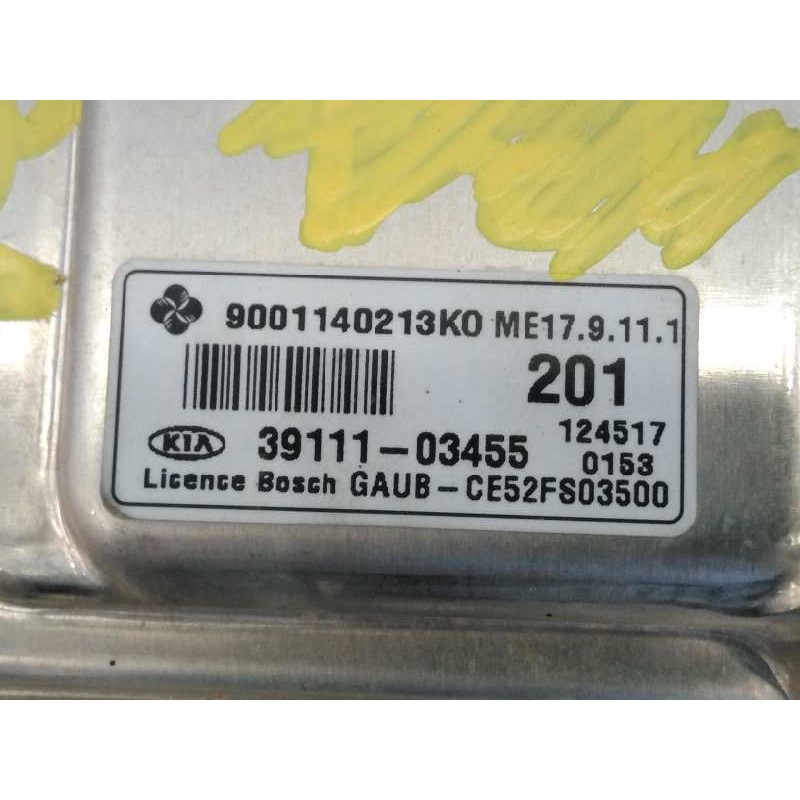 9001140213KO ME17.9.11.1
201
124517
KIA 39111-03455 0153
Licence Bosch GAUB-CE52FS03500